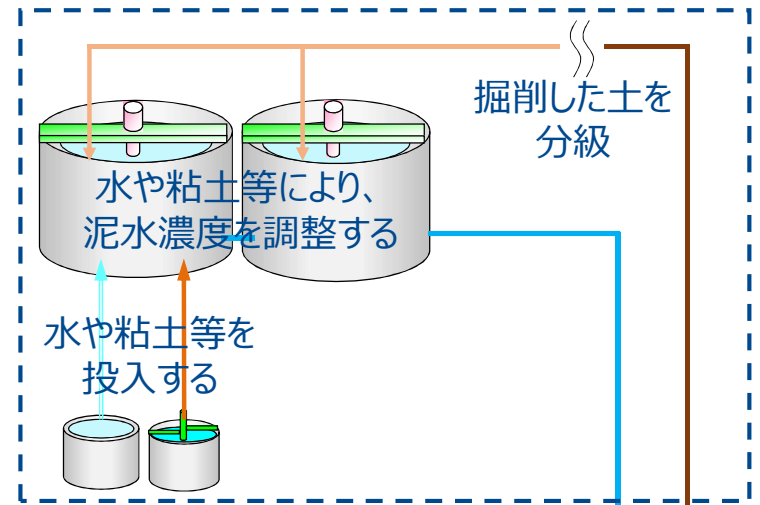 掘削した土を
分級
水や粘土等により、
泥水濃度を調整する
水や粘土等を
投入する